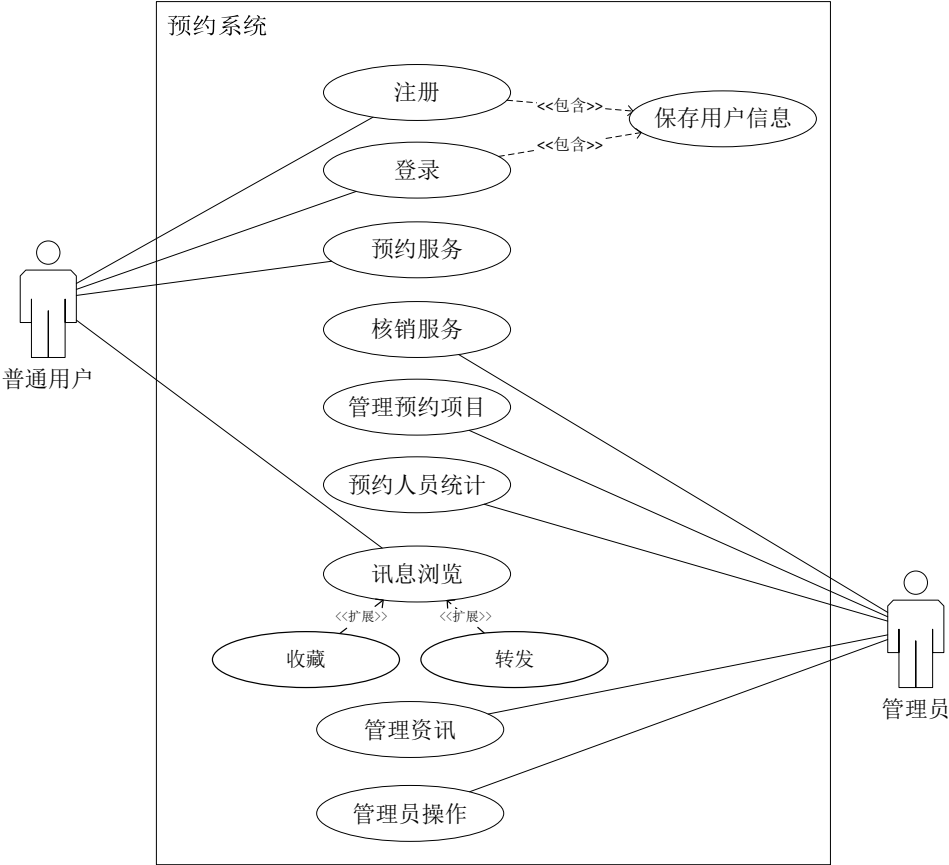 预约系统
注册
<<包含>>
保存用户信息
登录
<<包含>>
预约服务
核销服务
普通用户
管理预约项目
预约人员统计
讯息浏览
<<扩展>>
<<扩展>>
收藏
转发
管理员
管理资讯
管理员操作